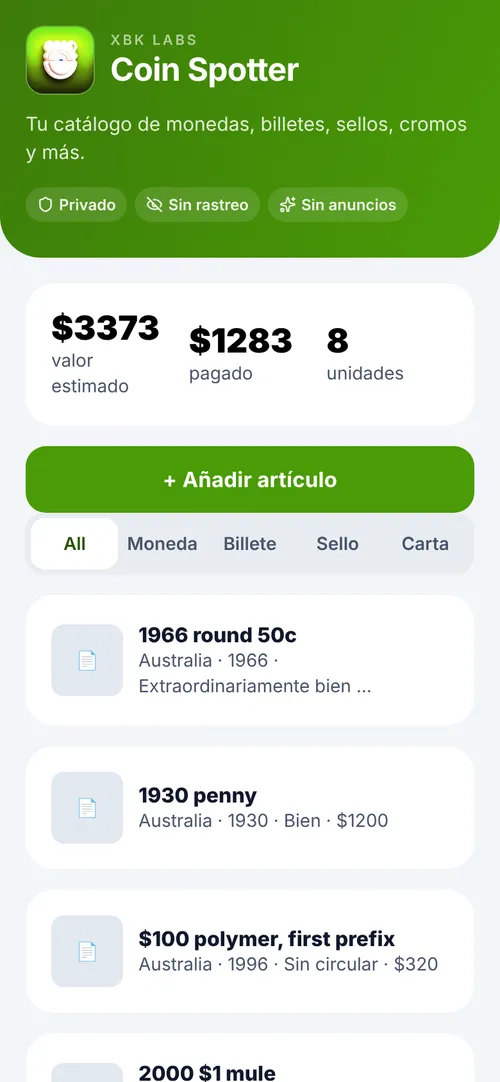 XBK LABS
Coin Spotter
Tu catálogo de monedas, billetes, sellos, cromos
y más.
Privado
Sin rastreo
Sin anuncios
$3373
valor
estimado
$1283
pagado
8
unidades
+ Añadir artículo
All
Moneda
Billete
Sello
Carta
1966 round 50c
Australia · 1966 ·
Extraordinariamente bien ...
1930 penny
Australia · 1930 · Bien · $1200
$100 polymer, first prefix
Australia · 1996 · Sin circular · $320
2000 $1 mule